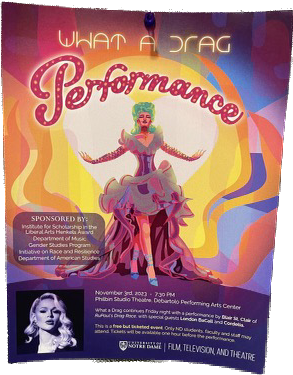 WHAT A DRAG
Performance
SPONSORED BY:
Institute for Scholarship in the
Liberal Arts Henkels Award
Department of Music
Gender Studies Program
Initiative on Race and Resilience
Department of American Studies
November 3rd, 2023 - 7:30 PM
Philbin Studio Theatre, Debartolo Performing Arts Center
What a Drag continues Friday night with a performance by Blair St. Clair of
RuPaul's Drag Race, with special guests London BaCall and Cordelia.
This is a free but ticketed event. Only ND students, faculty and staff may
attend. Tickets will be available one hour before the performance.
UNIVERSITY OF
NOTRE DAME | FILM, TELEVISION, AND THEATRE